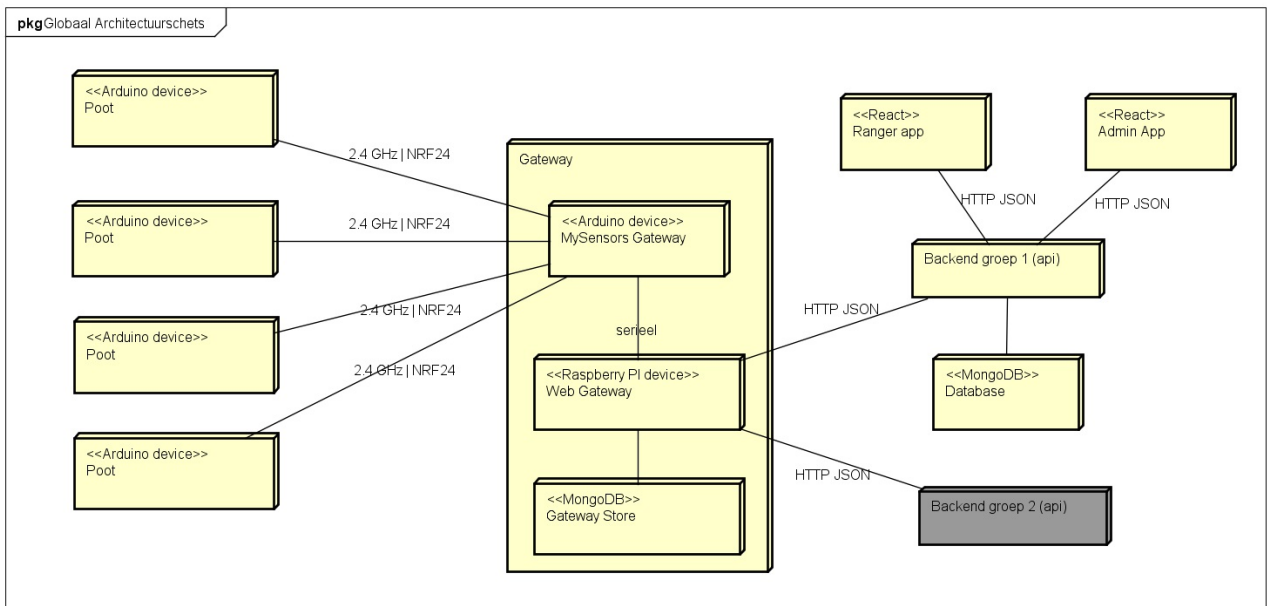 pkg Globaal Architectuurschets
<<Arduino device>>
Poot
2.4 GHz | NRF24
<<Arduino device>>
Poot
2.4 GHz | NRF24
<<Arduino device>>
Poot
2.4 GHz | NRF24
<<Arduino device>>
Poot
2.4 GHz | NRF24
Gateway
<<Arduino device>>
MySensors Gateway
serieel
<<Raspberry PI device>>
Web Gateway
<<MongoDB>>
Gateway Store
<<React>>
Ranger app
<<React>>
Admin App
HTTP JSON
HTTP JSON
Backend groep 1 (api)
HTTP JSON
<<MongoDB>>
Database
HTTP JSON
Backend groep 2 (api)